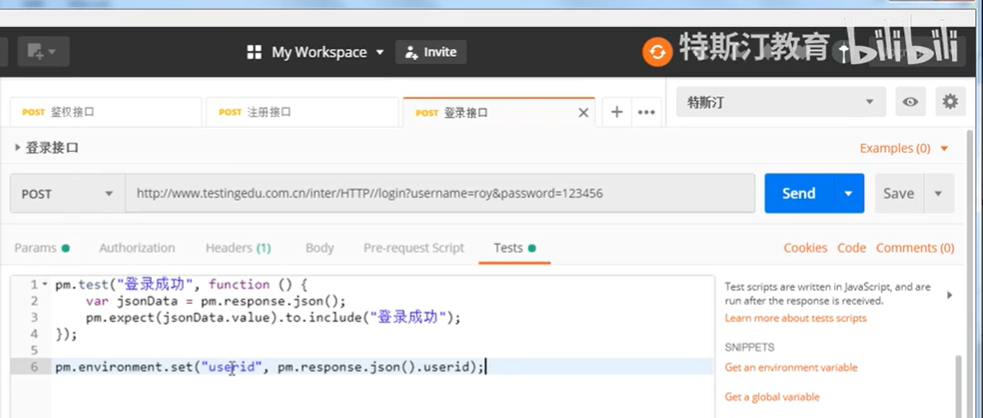 My Workspace
Invite
特斯汀教育
bilibili
POST 鉴权接口
POST 注册接口
POST 登录接口
特斯汀
登录接口
Examples (0)
POST
http://www.testingedu.com.cn/inter/HTTP//login?username=roy&password=123456
Send
Save
Params
Authorization
Headers (1)
Body
Pre-request Script
Tests
Cookies
Code
Comments (0)
1 pm.test("登录成功", function () {
2 var jsonData = pm.response.json();
3 pm.expect(jsonData.value).to.include("登录成功");
4 });
5
6 pm.environment.set("userid", pm.response.json().userid);
Test scripts are written in JavaScript, and are
run after the response is received.
Learn more about tests scripts
SNIPPETS
Get an environment variable
Get a global variable